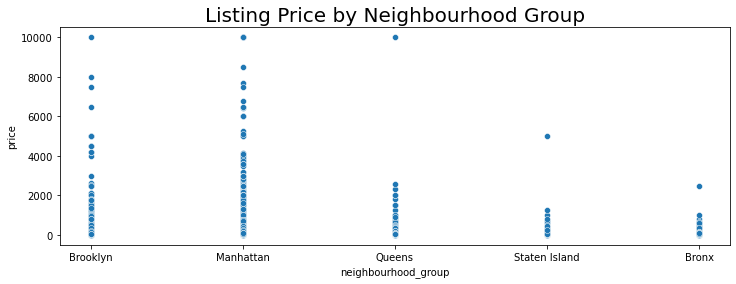 Listing Price by Neighbourhood Group
price
10000
8000
6000
4000
2000
0
Brooklyn Manhattan Queens Staten Island Bronx
neighbourhood_group